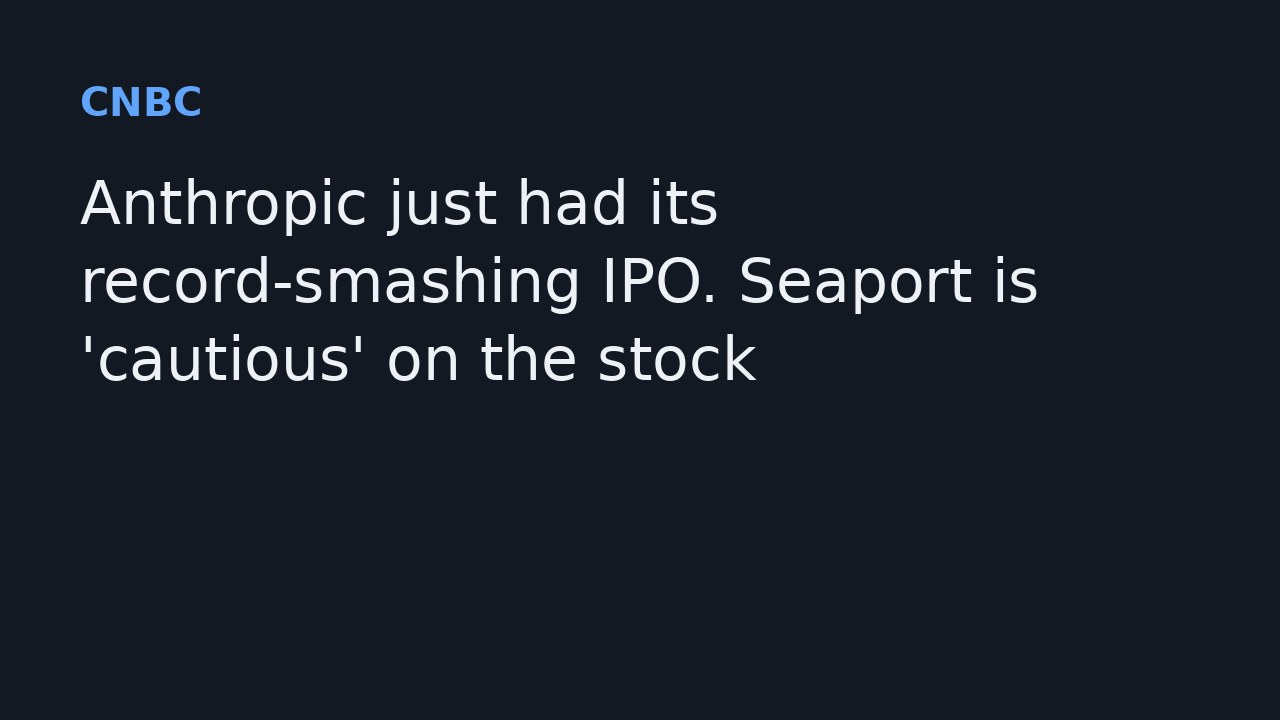 CNBC
Anthropic just had its
record-smashing IPO. Seaport is
'cautious' on the stock